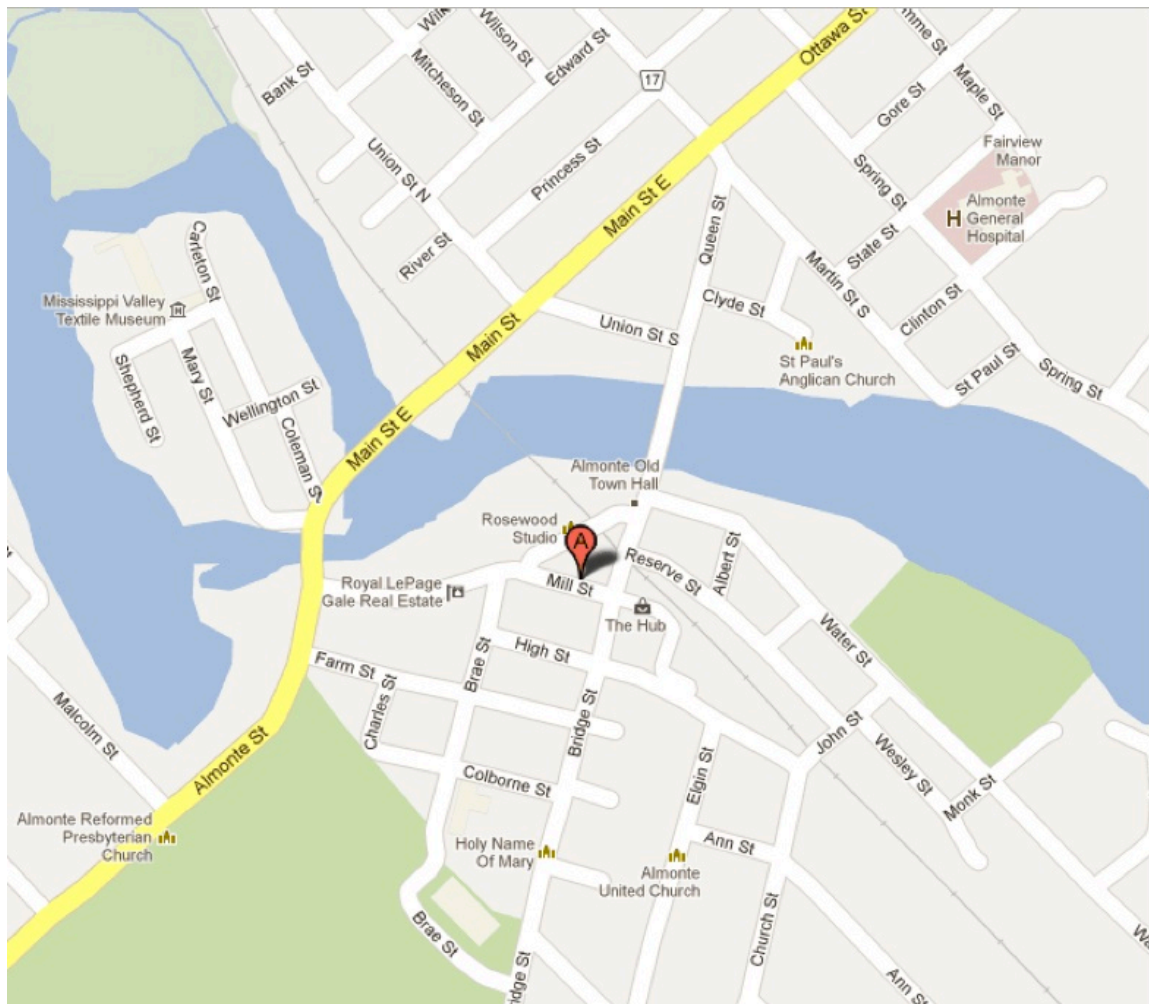 Wilk
Wilson St
Edward St
Mitcheson St
Bank St
17
Ottawa St
Maple St
Gore St
Fairview
Manor
Union St N
Princess St
Spring St
H
Almonte
General
Hospital
Main St E
River St
Queen St
State St
Martin St S
Carleton St
Clyde St
Clinton St
Mississippi Valley
Textile Museum
Main St
Union St S
St Paul's
Anglican Church
St Paul St
Spring St
Shepherd St
Mary St
Wellington St
Coleman St
Main St E
Almonte Old
Town Hall
Rosewood
Studio
A
Reserve St
Albert St
Royal LePage
Gale Real Estate
Mill St
The Hub
Water St
High St
Brae St
Farm St
Charles St
Bridge St
Malcolm St
Almonte St
John St
Wesley St
Elgin St
Colborne St
Monk St
Almonte Reformed
Presbyterian
Church
Holy Name
Of Mary
Ann St
Almonte
United Church
Brae St
Church St
Wa
Ann St
idge St